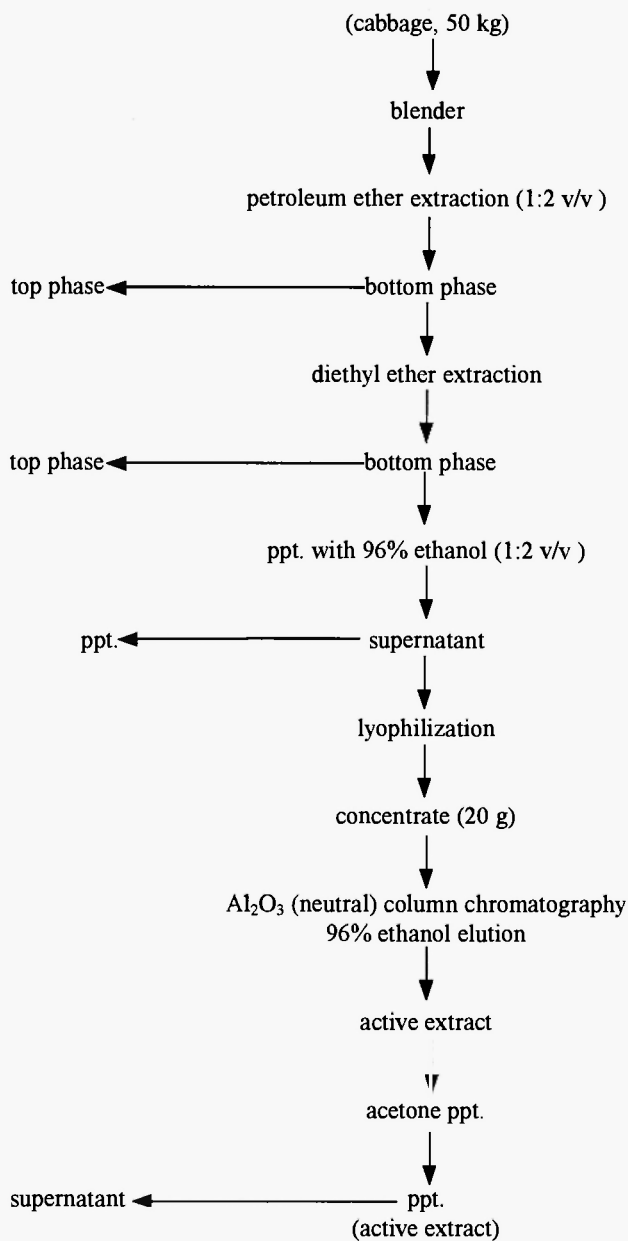 (cabbage, 50 kg)
blender
petroleum ether extraction (1:2 v/v )
top phase
bottom phase
diethyl ether extraction
top phase
bottom phase
ppt. with 96% ethanol (1:2 v/v )
ppt.
supernatant
lyophilization
concentrate (20 g)
Al₂O₃ (neutral) column chromatography
96% ethanol elution
active extract
acetone ppt.
supernatant
ppt.
(active extract)